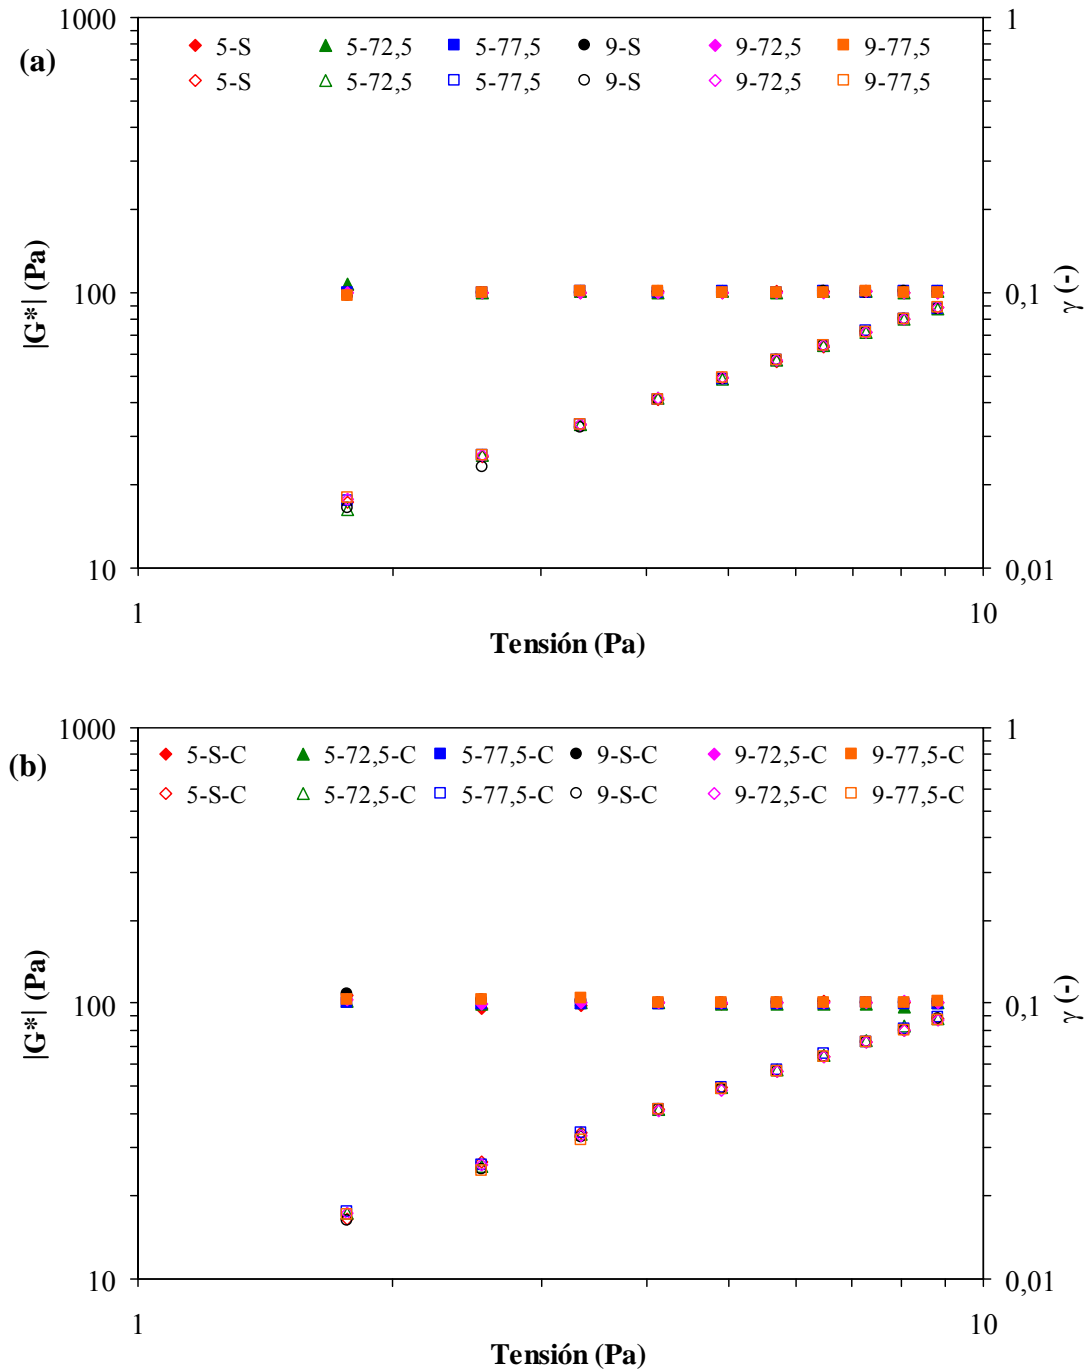 1000
1
(a)
5-S 5-72,5 5-77,5 9-S 9-72,5 9-77,5
5-S 5-72,5 5-77,5 9-S 9-72,5 9-77,5
|G*| (Pa)
100
0,1
γ (-)
10
0,01
1
10
Tensión (Pa)
1000
1
(b)
5-S-C 5-72,5-C 5-77,5-C 9-S-C 9-72,5-C 9-77,5-C
5-S-C 5-72,5-C 5-77,5-C 9-S-C 9-72,5-C 9-77,5-C
|G*| (Pa)
100
0,1
γ (-)
10
0,01
1
10
Tensión (Pa)